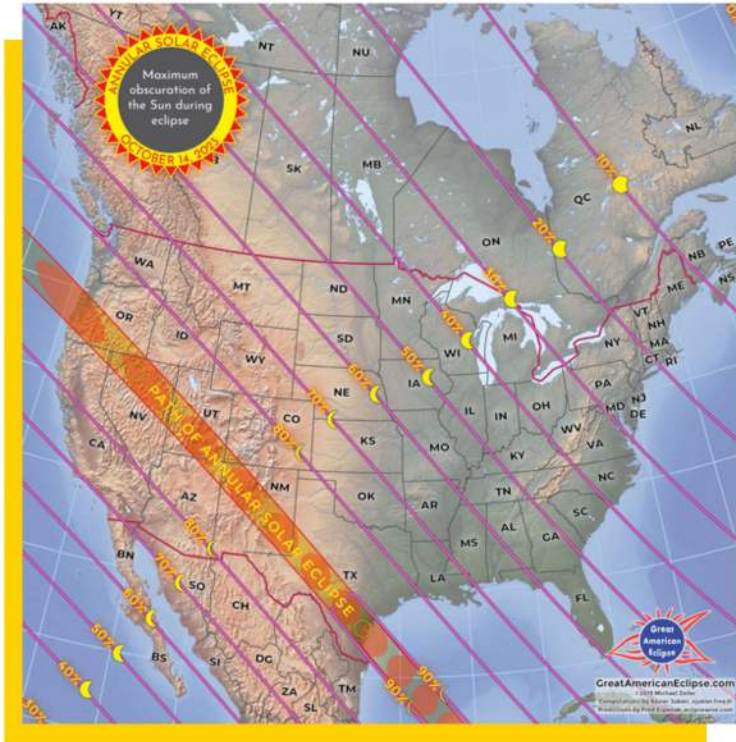 ANNULAR SOLAR ECLIPSE
Maximum
obscuration of
the Sun during
eclipse
OCTOBER 14, 2023
AK
YT
NT
NU
NL
10%
SK
MB
QC
20%
ON
NB
PE
NS
ME
WA
MT
ND
MN
30%
40%
VT
NH
MA
CT
RI
NY
MI
WI
OR
ID
SD
WY
50%
60%
IA
NE
70%
PA
NJ
MD
DE
OH
IL
IN
WV
VA
NV
UT
CO
80%
KS
MO
KY
CA
PATH OF ANNULAR SOLAR ECLIPSE
AZ
NM
OK
AR
TN
NC
SC
MS
AL
GA
TX
LA
FL
BN
80%
SO
70%
CH
60%
BS
50%
SI
DG
40%
30%
ZA
SL
TM
90%
90%
Great
American
Eclipse
GreatAmericanEclipse.com